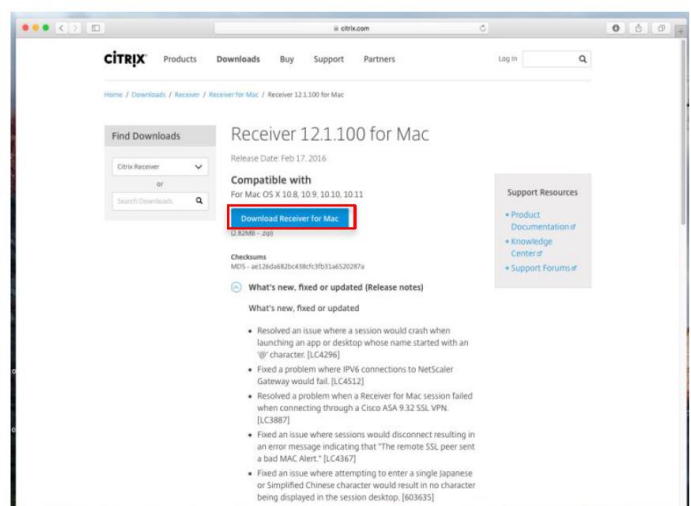 citrix.com
CİTRIX Products Downloads Buy Support Partners Log In
Home / Downloads / Receiver / Receiver for Mac / Receiver 12.1.100 for Mac
Find Downloads
Citrix Receiver
or
Search Downloads
Receiver 12.1.100 for Mac
Release Date: Feb 17, 2016
Compatible with
For Mac OS X 10.8, 10.9, 10.10, 10.11
Download Receiver for Mac
(2.82MB - .zip)
Checksums
MD5 - ae126da682bc438cfc3fb31a6520287a
What's new, fixed or updated (Release notes)
What's new, fixed or updated
• Resolved an issue where a session would crash when
launching an app or desktop whose name started with an
'@' character. [LC4296]
• Fixed a problem where IPV6 connections to NetScaler
Gateway would fail. [LC4512]
• Resolved a problem when a Receiver for Mac session failed
when connecting through a Cisco ASA 9.32 SSL VPN.
[LC3887]
• Fixed an issue where sessions would disconnect resulting in
an error message indicating that "The remote SSL peer sent
a bad MAC Alert." [LC4367]
• Fixed an issue where attempting to enter a single Japanese
or Simplified Chinese character would result in no character
being displayed in the session desktop. [603635]
Support Resources
• Product
Documentation
• Knowledge
Center
• Support Forums